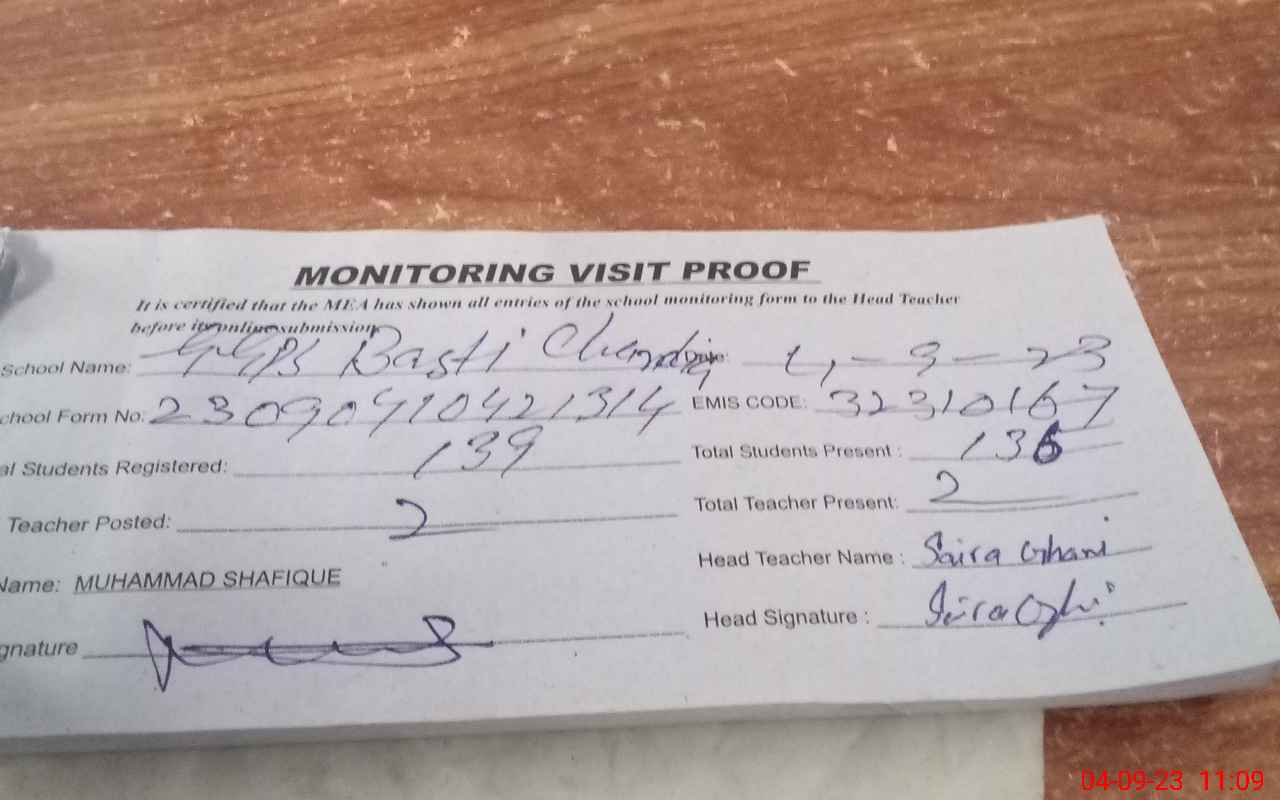 MONITORING VISIT PROOF
It is certified that the MEA has shown all entries of the school monitoring form to the Head Teacher
before its online submission
School Name: GGPS Basti 4-9-23
chool Form No: 23090410421314 EMIS CODE: 32310167
al Students Registered: 139 Total Students Present : 136
Teacher Posted: 2 Total Teacher Present: 2
Head Teacher Name : Saira Ghani
Name: MUHAMMAD SHAFIQUE
Head Signature :
gnature
04-09-23 11:09